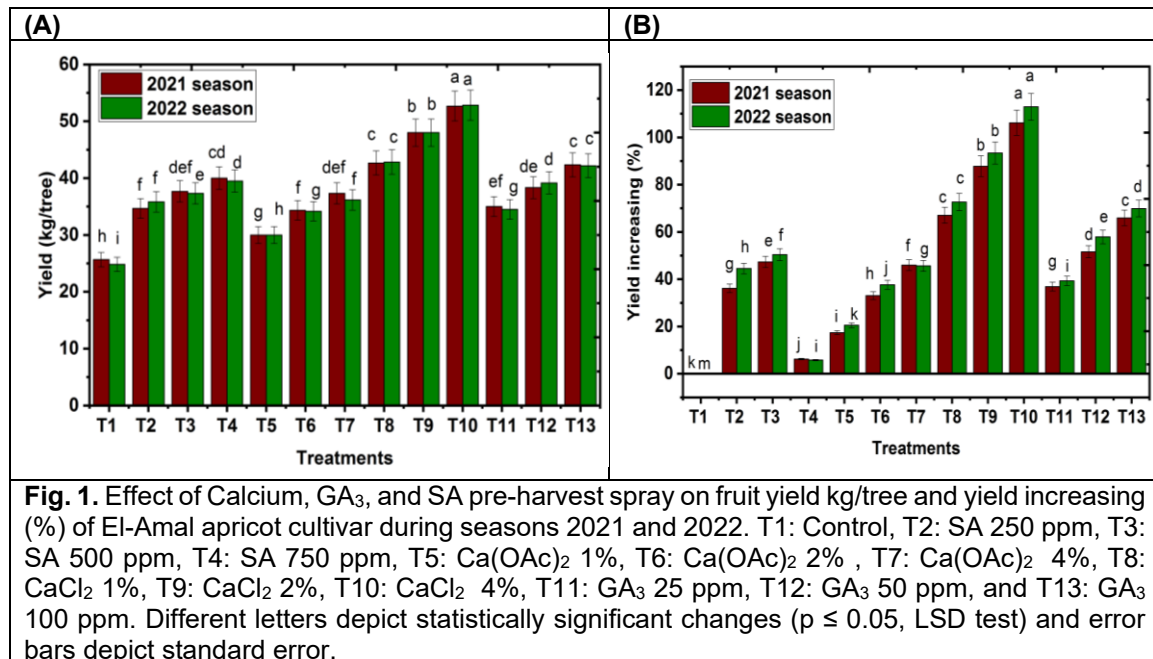 (A)
(B)
Yield (kg/tree)
60
50
40
30
20
10
0
2021 season
2022 season
h i f f def e cd d g h f g def f c c b b a a ef g de e c c
T1 T2 T3 T4 T5 T6 T7 T8 T9 T10 T11 T12 T13
Treatments
Yield increasing (%)
120
100
80
60
40
20
0
2021 season
2022 season
k m g h e f j i i k h j f g c c b b a a g i d e c d
T1 T2 T3 T4 T5 T6 T7 T8 T9 T10 T11 T12 T13
Treatments
Fig. 1. Effect of Calcium, GA₃, and SA pre-harvest spray on fruit yield kg/tree and yield increasing
(%) of El-Amal apricot cultivar during seasons 2021 and 2022. T1: Control, T2: SA 250 ppm, T3:
SA 500 ppm, T4: SA 750 ppm, T5: Ca(OAc)₂ 1%, T6: Ca(OAc)₂ 2% , T7: Ca(OAc)₂ 4%, T8:
CaCl₂ 1%, T9: CaCl₂ 2%, T10: CaCl₂ 4%, T11: GA₃ 25 ppm, T12: GA₃ 50 ppm, and T13: GA₃
100 ppm. Different letters depict statistically significant changes (p ≤ 0.05, LSD test) and error
bars depict standard error.